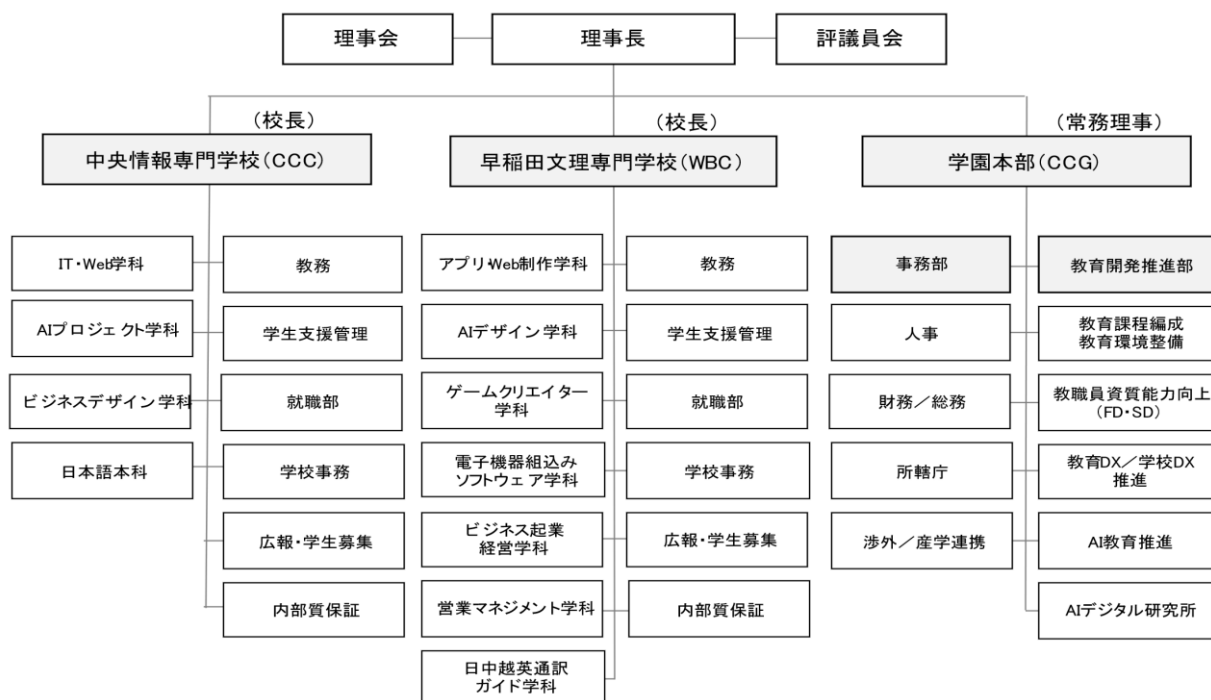 理事会
理事長
評議員会
(校長)
中央情報専門学校(CCC)
(校長)
早稲田文理専門学校(WBC)
(常務理事)
学園本部(CCG)
IT・Web学科
AIプロジェクト学科
ビジネスデザイン学科
日本語本科
教務
学生支援管理
就職部
学校事務
広報・学生募集
内部質保証
アプリ・Web制作学科
AIデザイン学科
ゲームクリエイター
学科
電子機器組込み
ソフトウェア学科
ビジネス起業
経営学科
営業マネジメント学科
日中越英通訳
ガイド学科
教務
学生支援管理
就職部
学校事務
広報・学生募集
内部質保証
事務部
人事
財務／総務
所轄庁
渉外／産学連携
教育開発推進部
教育課程編成
教育環境整備
教職員資質能力向上
(FD・SD)
教育DX／学校DX
推進
AI教育推進
AIデジタル研究所